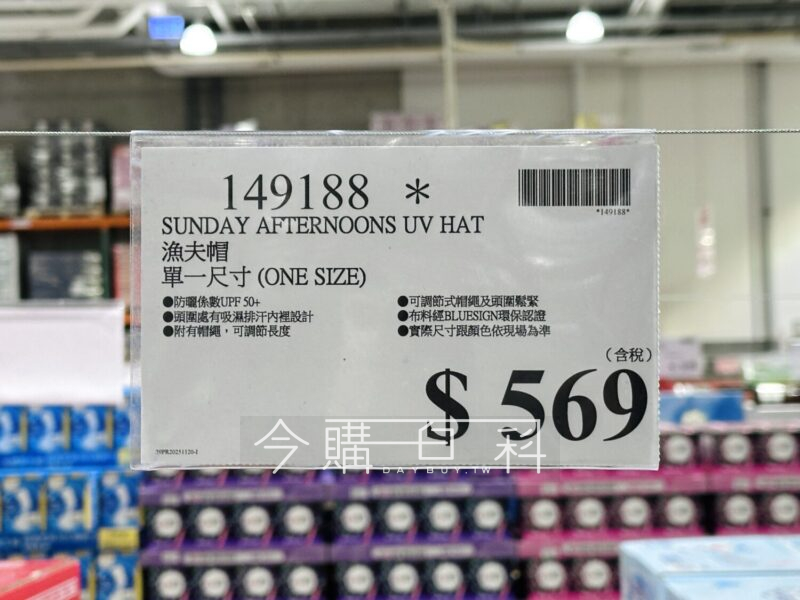 149188 *
*149188*
SUNDAY AFTERNOONS UV HAT
漁夫帽
單一尺寸 (ONE SIZE)
●防曬係數UPF 50+
●頭圍處有吸濕排汗內裡設計
●附有帽繩，可調節長度
●可調節式帽繩及頭圍鬆緊
●布料經BLUESIGN環保認證
●實際尺寸跟顏色依現場為準
(含稅)
$ 569
今購百科
DAYBUY.TW
59PR20251120-1